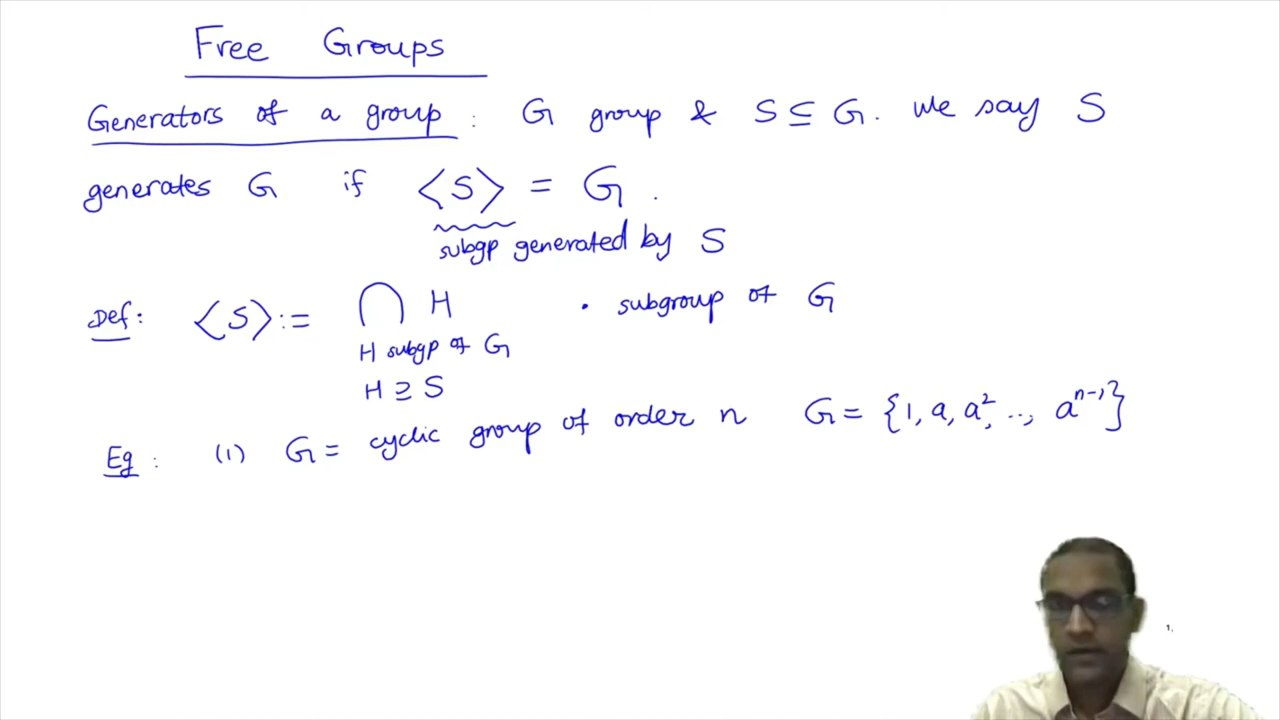 Free Groups
Generators of a group : G group & S ⊆ G. We say S
generates G if ⟨S⟩ = G.
subgp generated by S
Def: ⟨S⟩ := ⋂ H • subgroup of G
H subgp of G
H ⊇ S
Eg : (1) G = cyclic group of order n G = {1, a, a², .., aⁿ⁻¹}